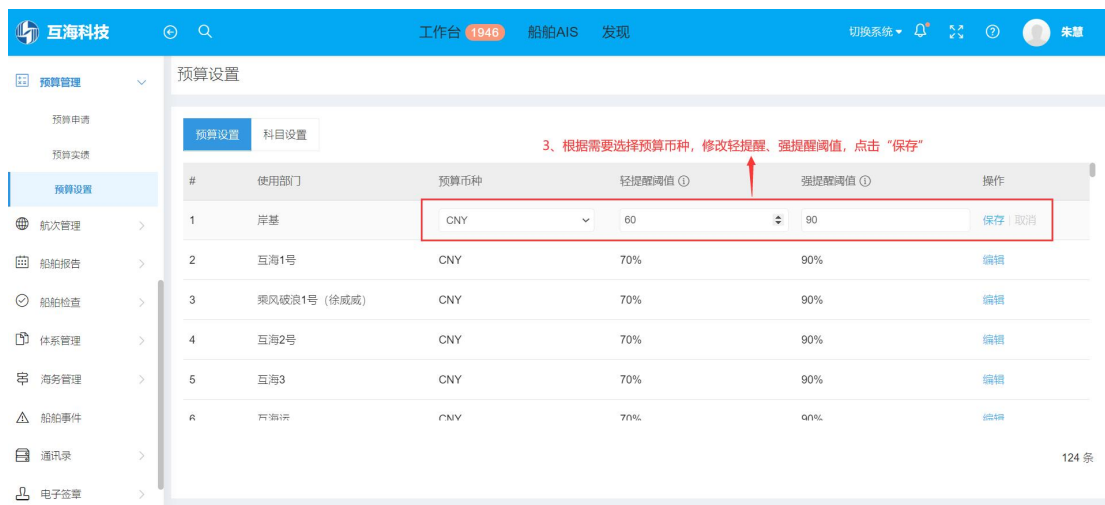 互海科技 工作台 1946 船舶AIS 发现 切换系统 朱慧
预算管理
预算申请
预算实绩
预算设置
航次管理
船舶报告
船舶检查
体系管理
海务管理
船舶事件
通讯录
电子签章
预算设置
预算设置 科目设置
3、根据需要选择预算币种，修改轻提醒、强提醒阈值，点击“保存”
# 使用部门 预算币种 轻提醒阈值 强提醒阈值 操作
1 岸基 CNY 60 90 保存 取消
2 互海1号 CNY 70% 90% 编辑
3 乘风破浪1号（徐威威） CNY 70% 90% 编辑
4 互海2号 CNY 70% 90% 编辑
5 互海3 CNY 70% 90% 编辑
6 互海运 CNY 70% 90% 编辑
124 条